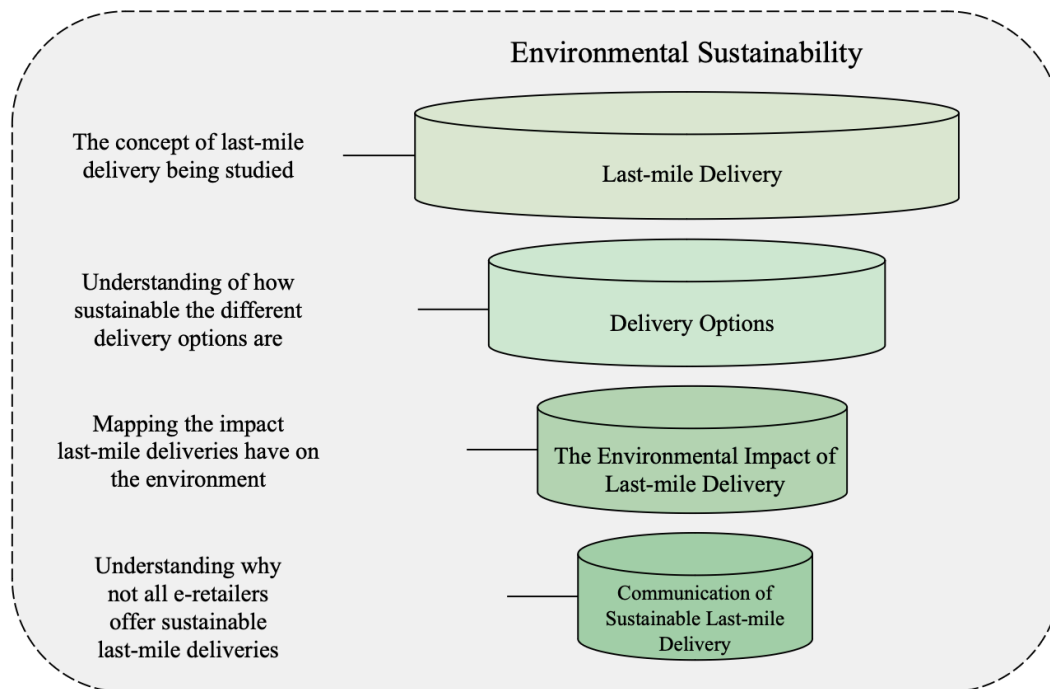 Environmental Sustainability
The concept of last-mile
delivery being studied
Last-mile Delivery
Understanding of how
sustainable the different
delivery options are
Delivery Options
Mapping the impact
last-mile deliveries have on
the environment
The Environmental Impact of
Last-mile Delivery
Understanding why
not all e-retailers
offer sustainable
last-mile deliveries
Communication of
Sustainable Last-mile
Delivery